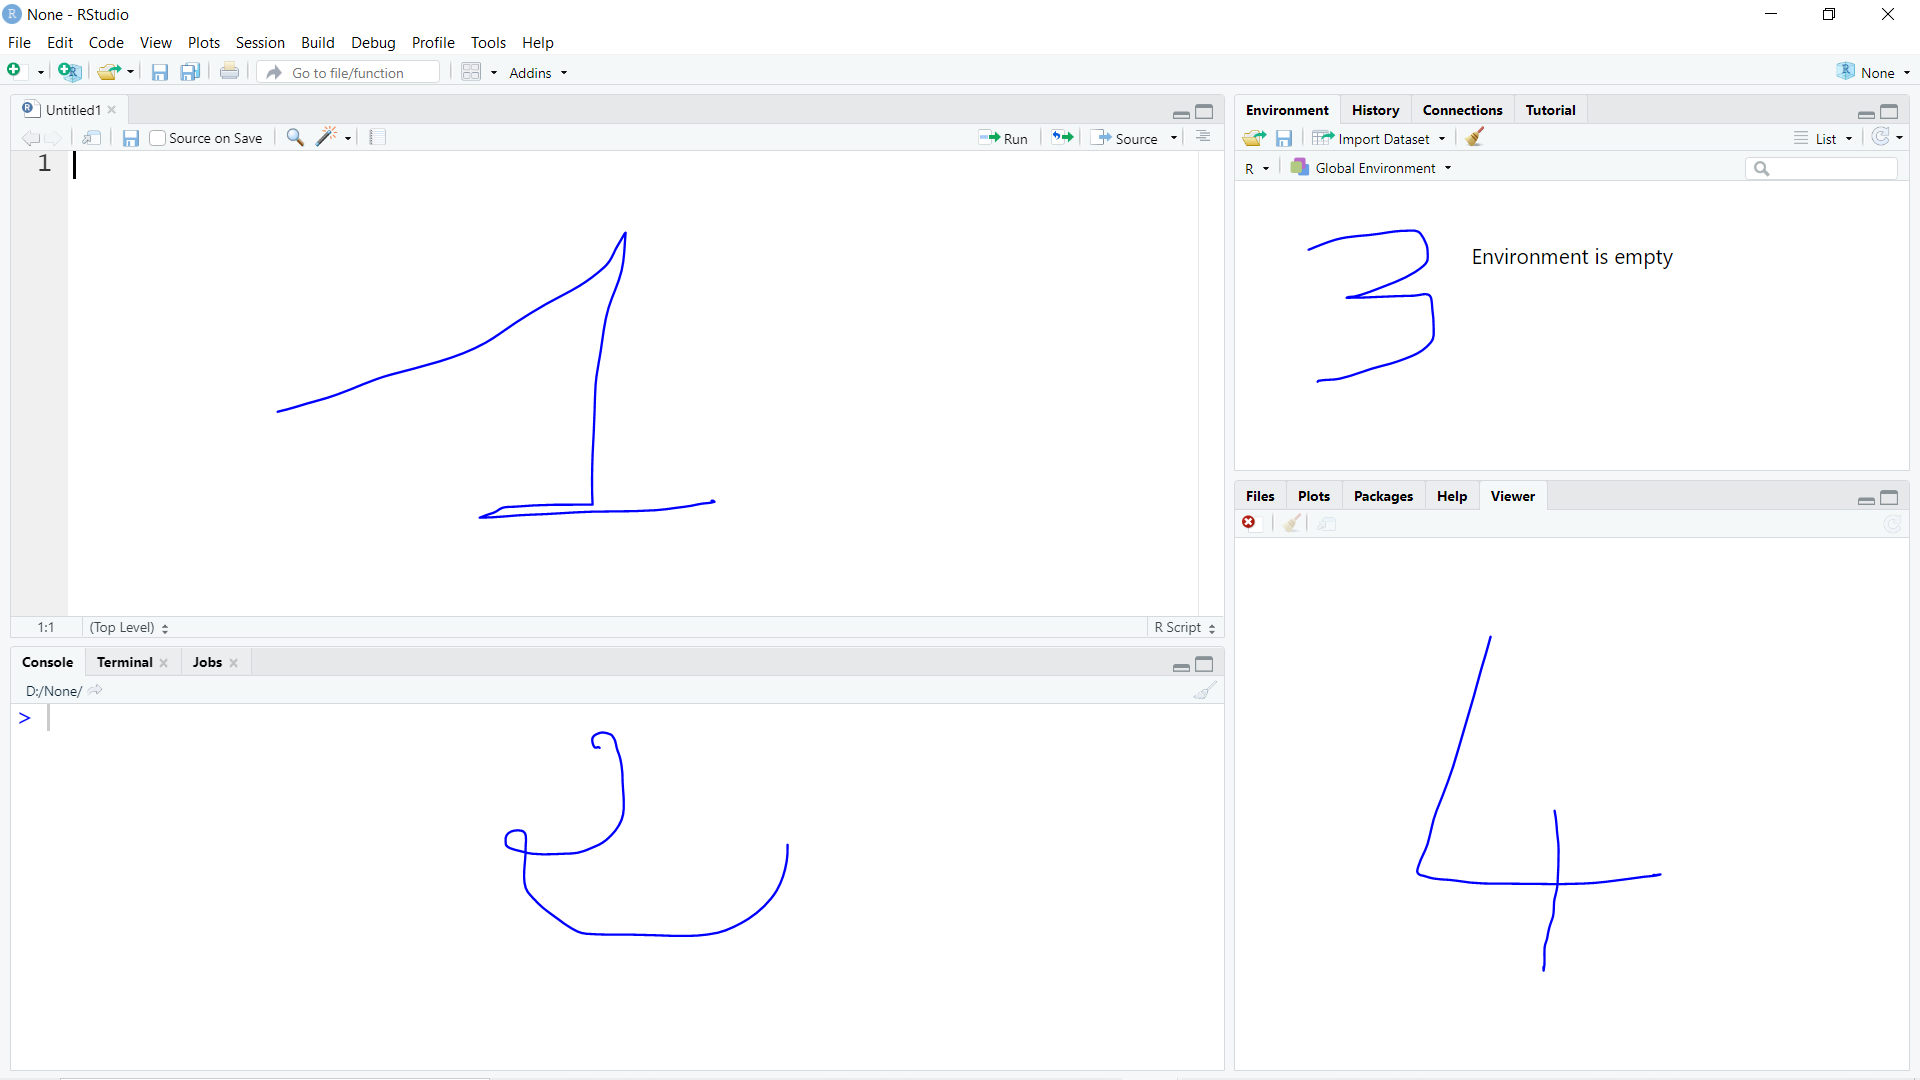 None - RStudio
File Edit Code View Plots Session Build Debug Profile Tools Help
Go to file/function Addins None
Untitled1
Source on Save Run Source
1
1
1:1 (Top Level) R Script
Console Terminal Jobs
D:/None/
>
2
Environment History Connections Tutorial
Import Dataset List
R Global Environment
3
Environment is empty
Files Plots Packages Help Viewer
4